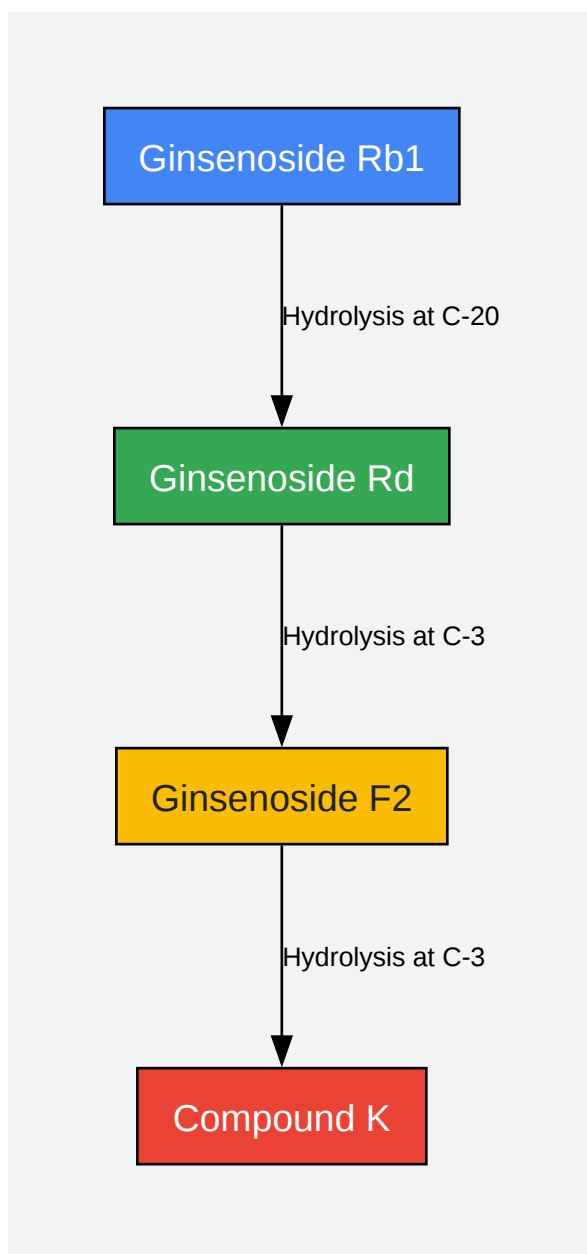 Ginsenoside Rb1
Hydrolysis at C-20
Ginsenoside Rd
Hydrolysis at C-3
Ginsenoside F2
Hydrolysis at C-3
Compound K